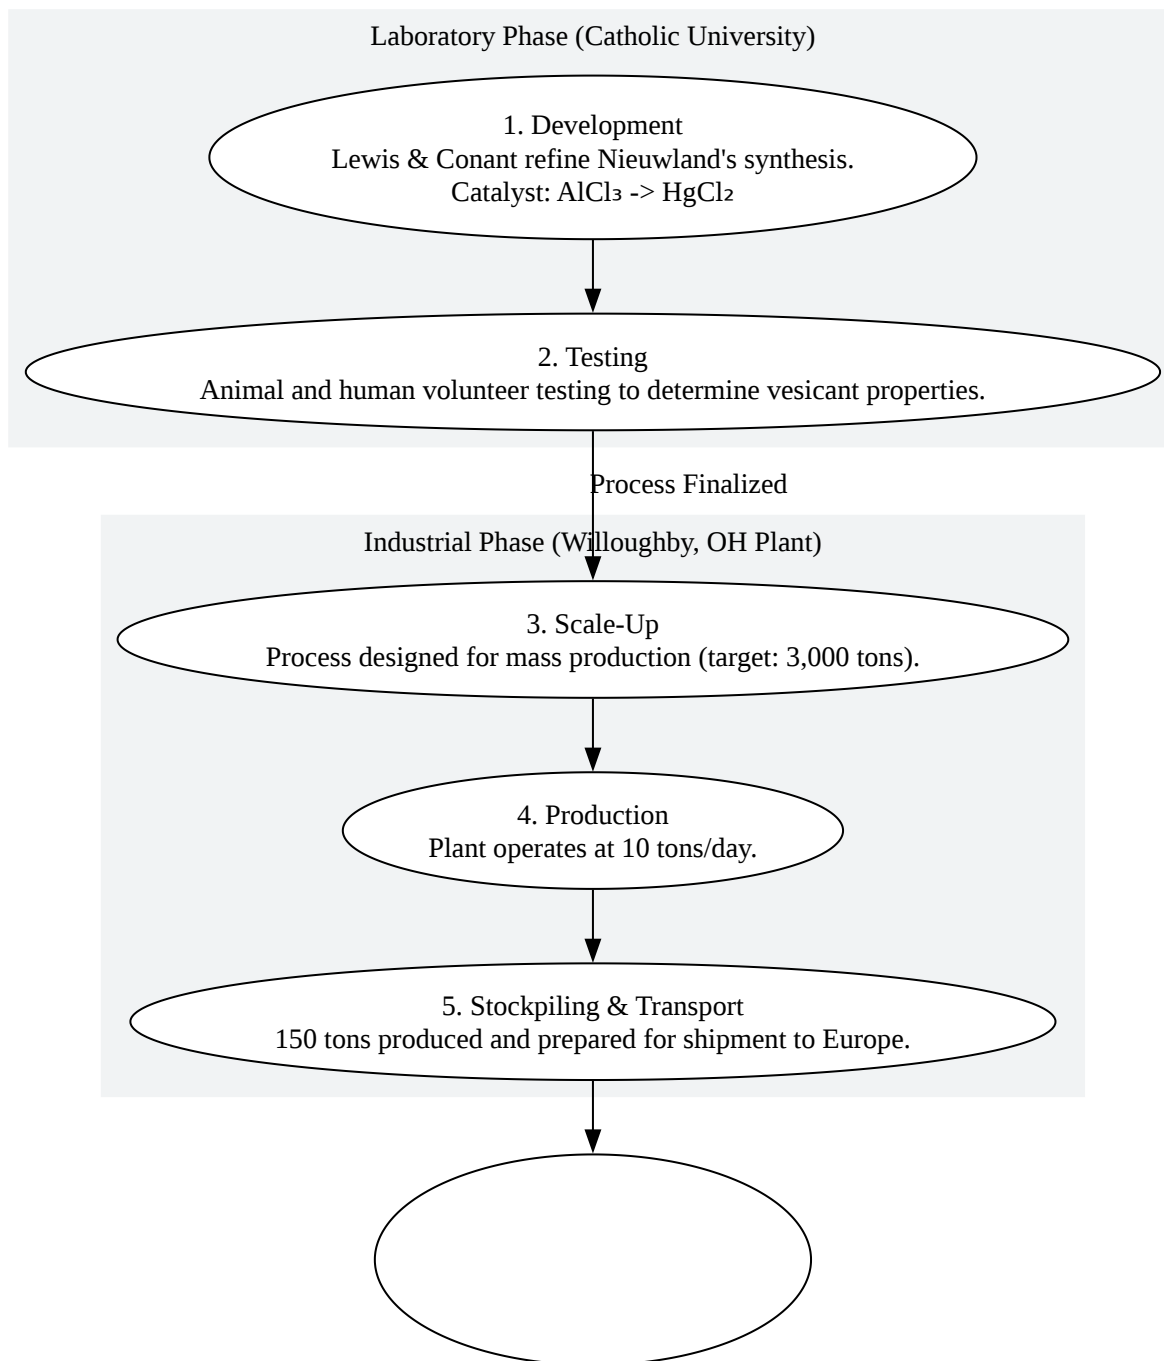 Laboratory Phase (Catholic University)
1. Development
Lewis & Conant refine Nieuwland's synthesis.
Catalyst: AlCl₃ -> HgCl₂
2. Testing
Animal and human volunteer testing to determine vesicant properties.
Process Finalized
Industrial Phase (Willoughby, OH Plant)
3. Scale-Up
Process designed for mass production (target: 3,000 tons).
4. Production
Plant operates at 10 tons/day.
5. Stockpiling & Transport
150 tons produced and prepared for shipment to Europe.